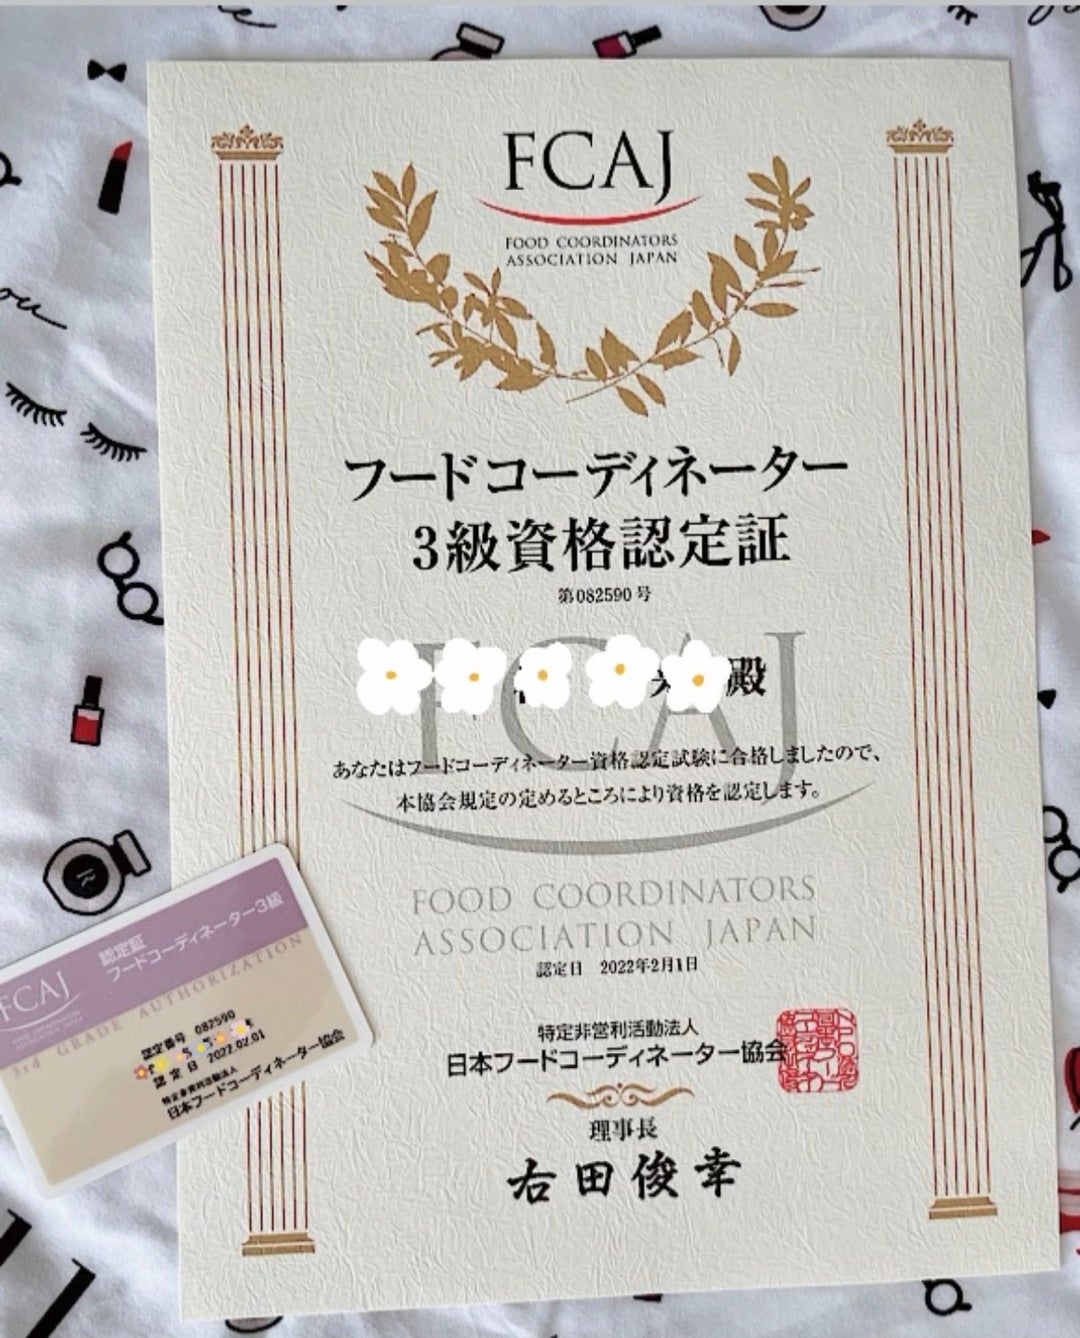 FCAJ
FOOD COORDINATORS
ASSOCIATION JAPAN
フードコーディネーター
3級資格認定証
第082590号
殿
FCAJ
あなたはフードコーディネーター資格認定試験に合格しましたので、
本協会規定の定めるところにより資格を認定します。
FOOD COORDINATORS
ASSOCIATION JAPAN
認定日 2022年2月1日
特定非営利活動法人
日本フードコーディネーター協会
理事長
右田俊幸
FCAJ
認定証
フードコーディネーター3級
3rd GRADE AUTHORIZATION
認定番号 082590
認定日 2022.02.01
特定非営利活動法人
日本フードコーディネーター協会
ou